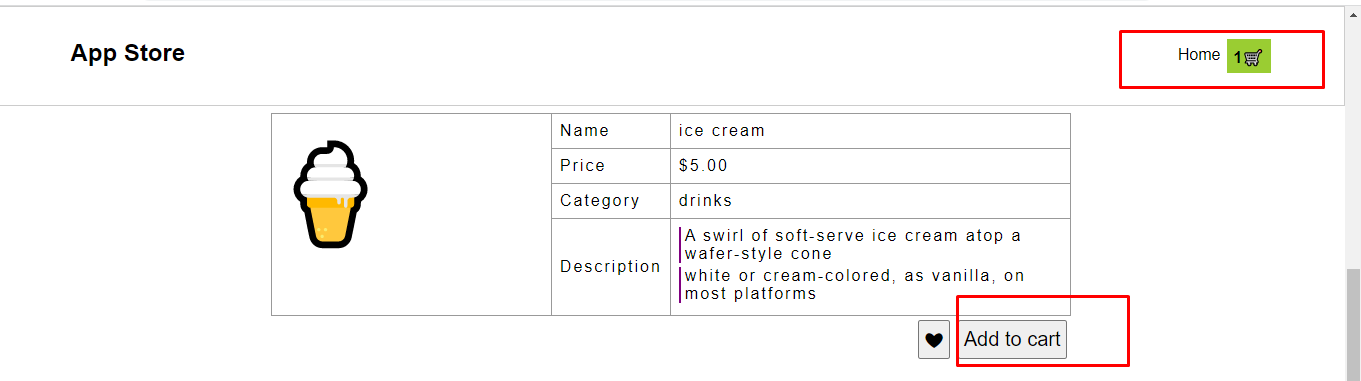 App Store
Home 1
Name ice cream
Price $5.00
Category drinks
Description
A swirl of soft-serve ice cream atop a
wafer-style cone
white or cream-colored, as vanilla, on
most platforms
Add to cart